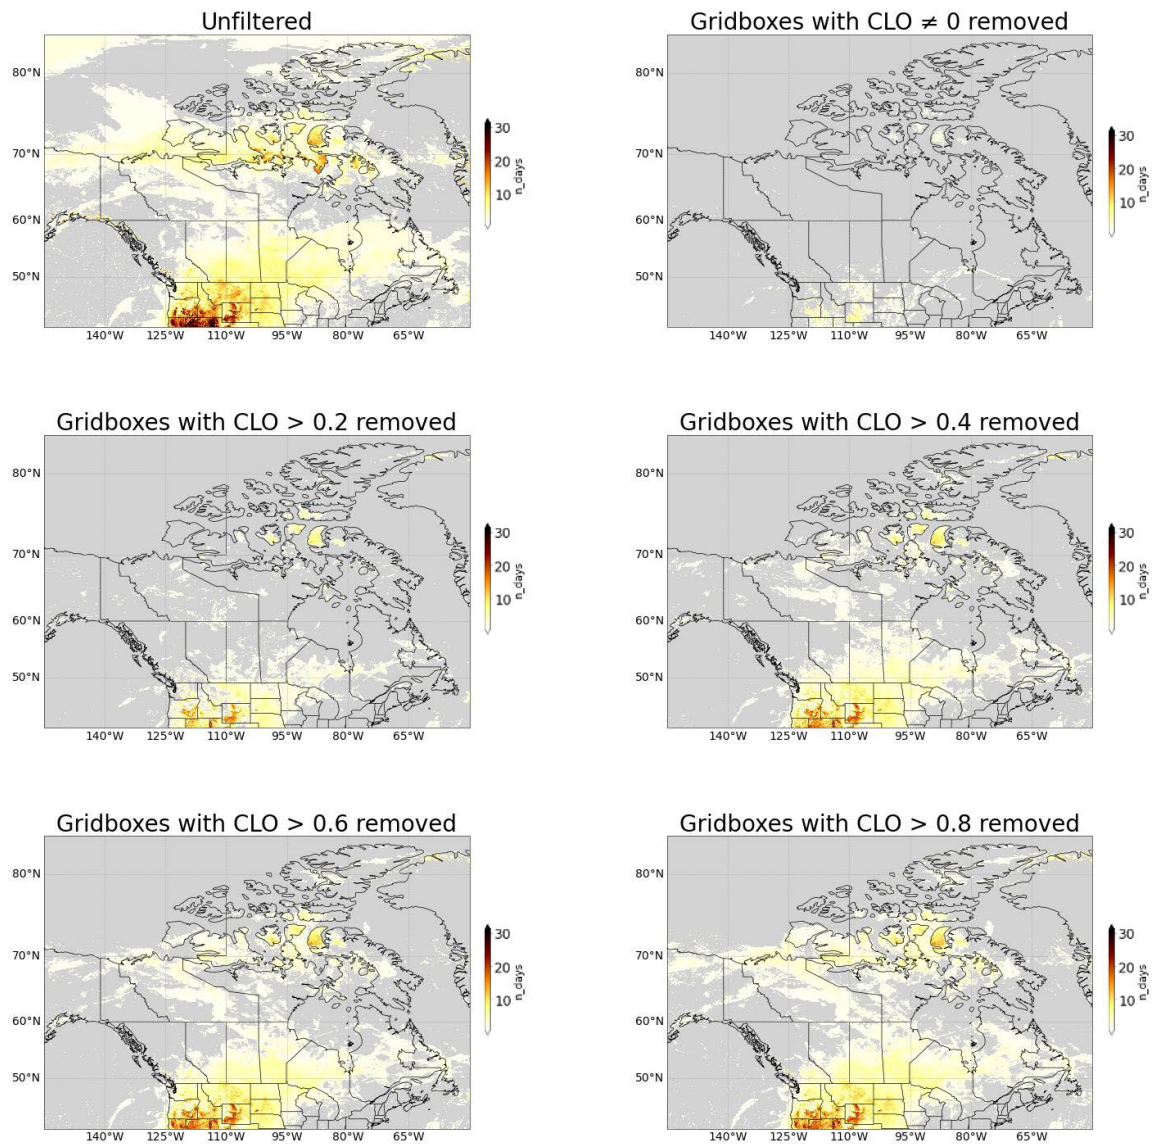 Unfiltered
80°N
70°N
60°N
50°N
140°W 125°W 110°W 95°W 80°W 65°W
30
20
10
n_days
Gridboxes with CLO ≠ 0 removed
80°N
70°N
60°N
50°N
140°W 125°W 110°W 95°W 80°W 65°W
30
20
10
n_days
Gridboxes with CLO > 0.2 removed
80°N
70°N
60°N
50°N
140°W 125°W 110°W 95°W 80°W 65°W
30
20
10
n_days
Gridboxes with CLO > 0.4 removed
80°N
70°N
60°N
50°N
140°W 125°W 110°W 95°W 80°W 65°W
30
20
10
n_days
Gridboxes with CLO > 0.6 removed
80°N
70°N
60°N
50°N
140°W 125°W 110°W 95°W 80°W 65°W
30
20
10
n_days
Gridboxes with CLO > 0.8 removed
80°N
70°N
60°N
50°N
140°W 125°W 110°W 95°W 80°W 65°W
30
20
10
n_days